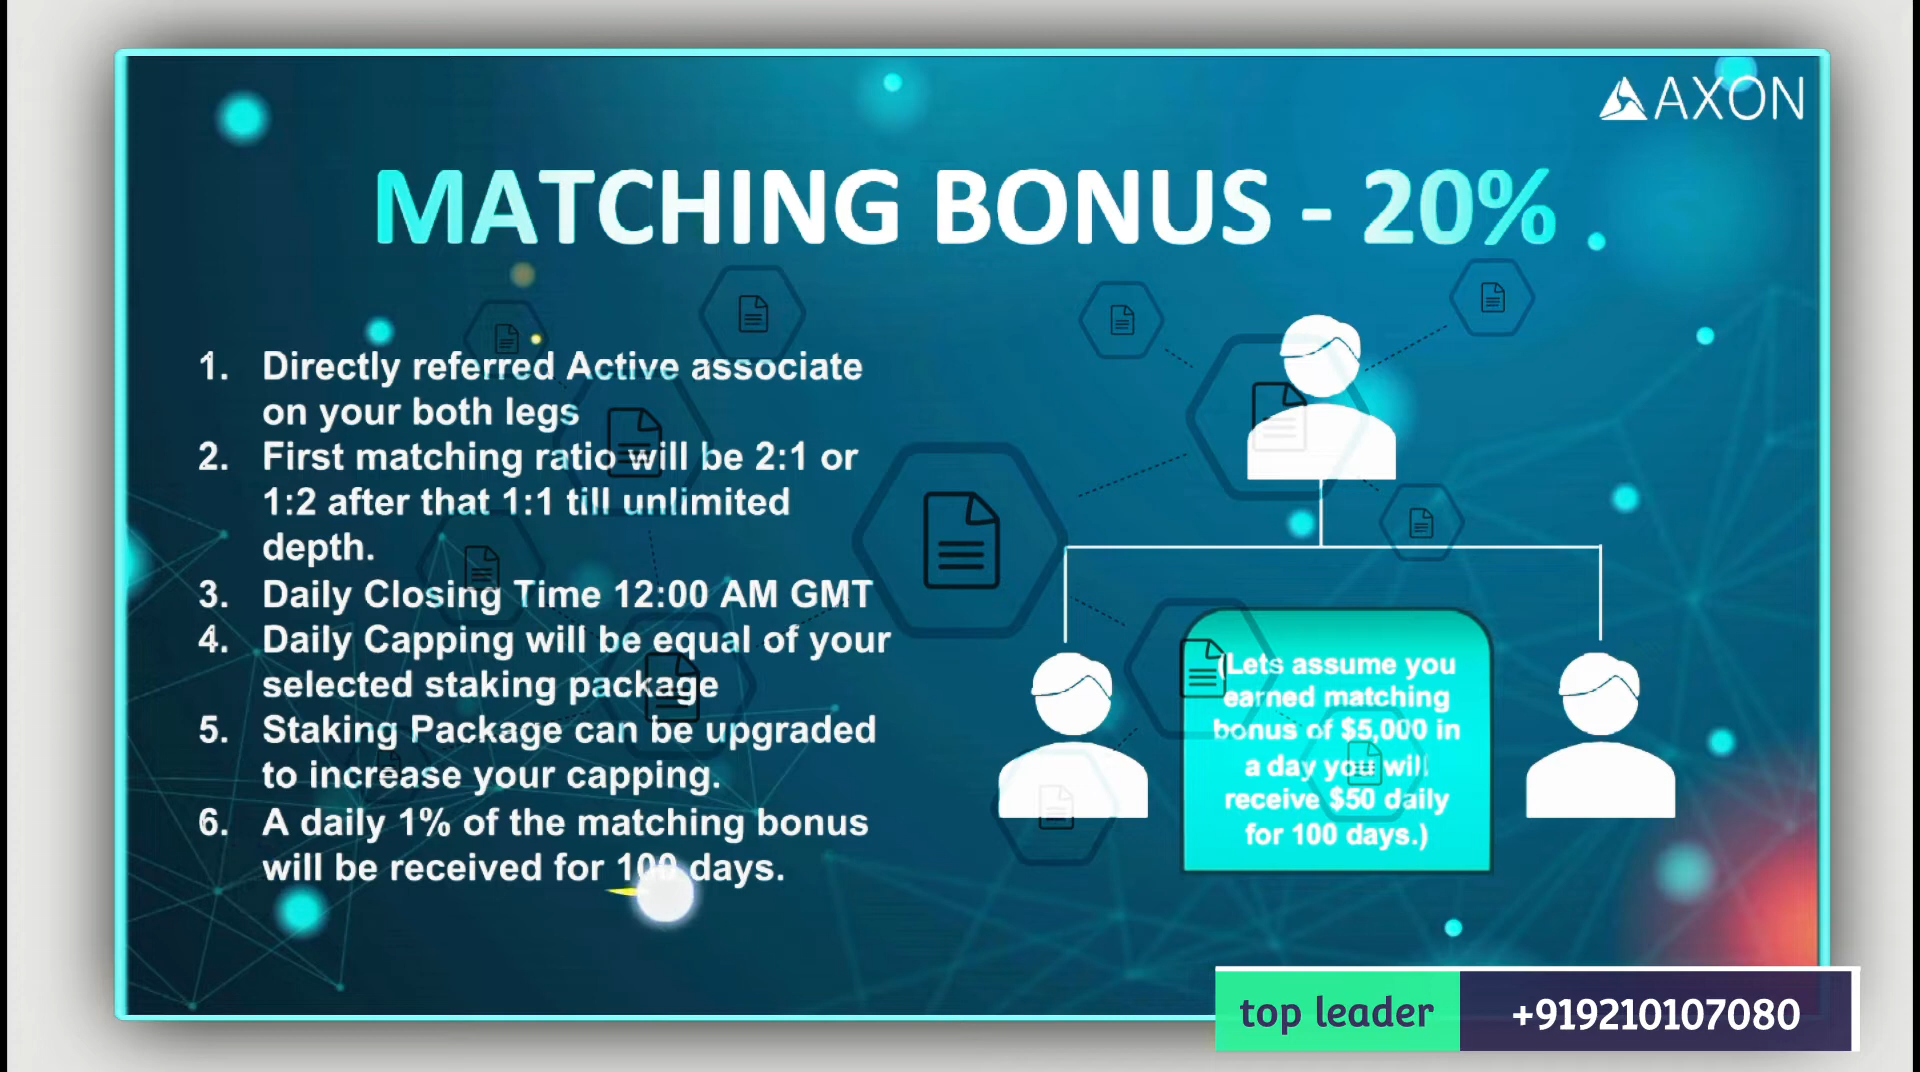 AXON
MATCHING BONUS - 20%
1. Directly referred Active associate
on your both legs
2. First matching ratio will be 2:1 or
1:2 after that 1:1 till unlimited
depth.
3. Daily Closing Time 12:00 AM GMT
4. Daily Capping will be equal of your
selected staking package
5. Staking Package can be upgraded
to increase your capping.
6. A daily 1% of the matching bonus
will be received for 100 days.
(Lets assume you
earned matching
bonus of $5,000 in
a day you will
receive $50 daily
for 100 days.)
top leader +919210107080